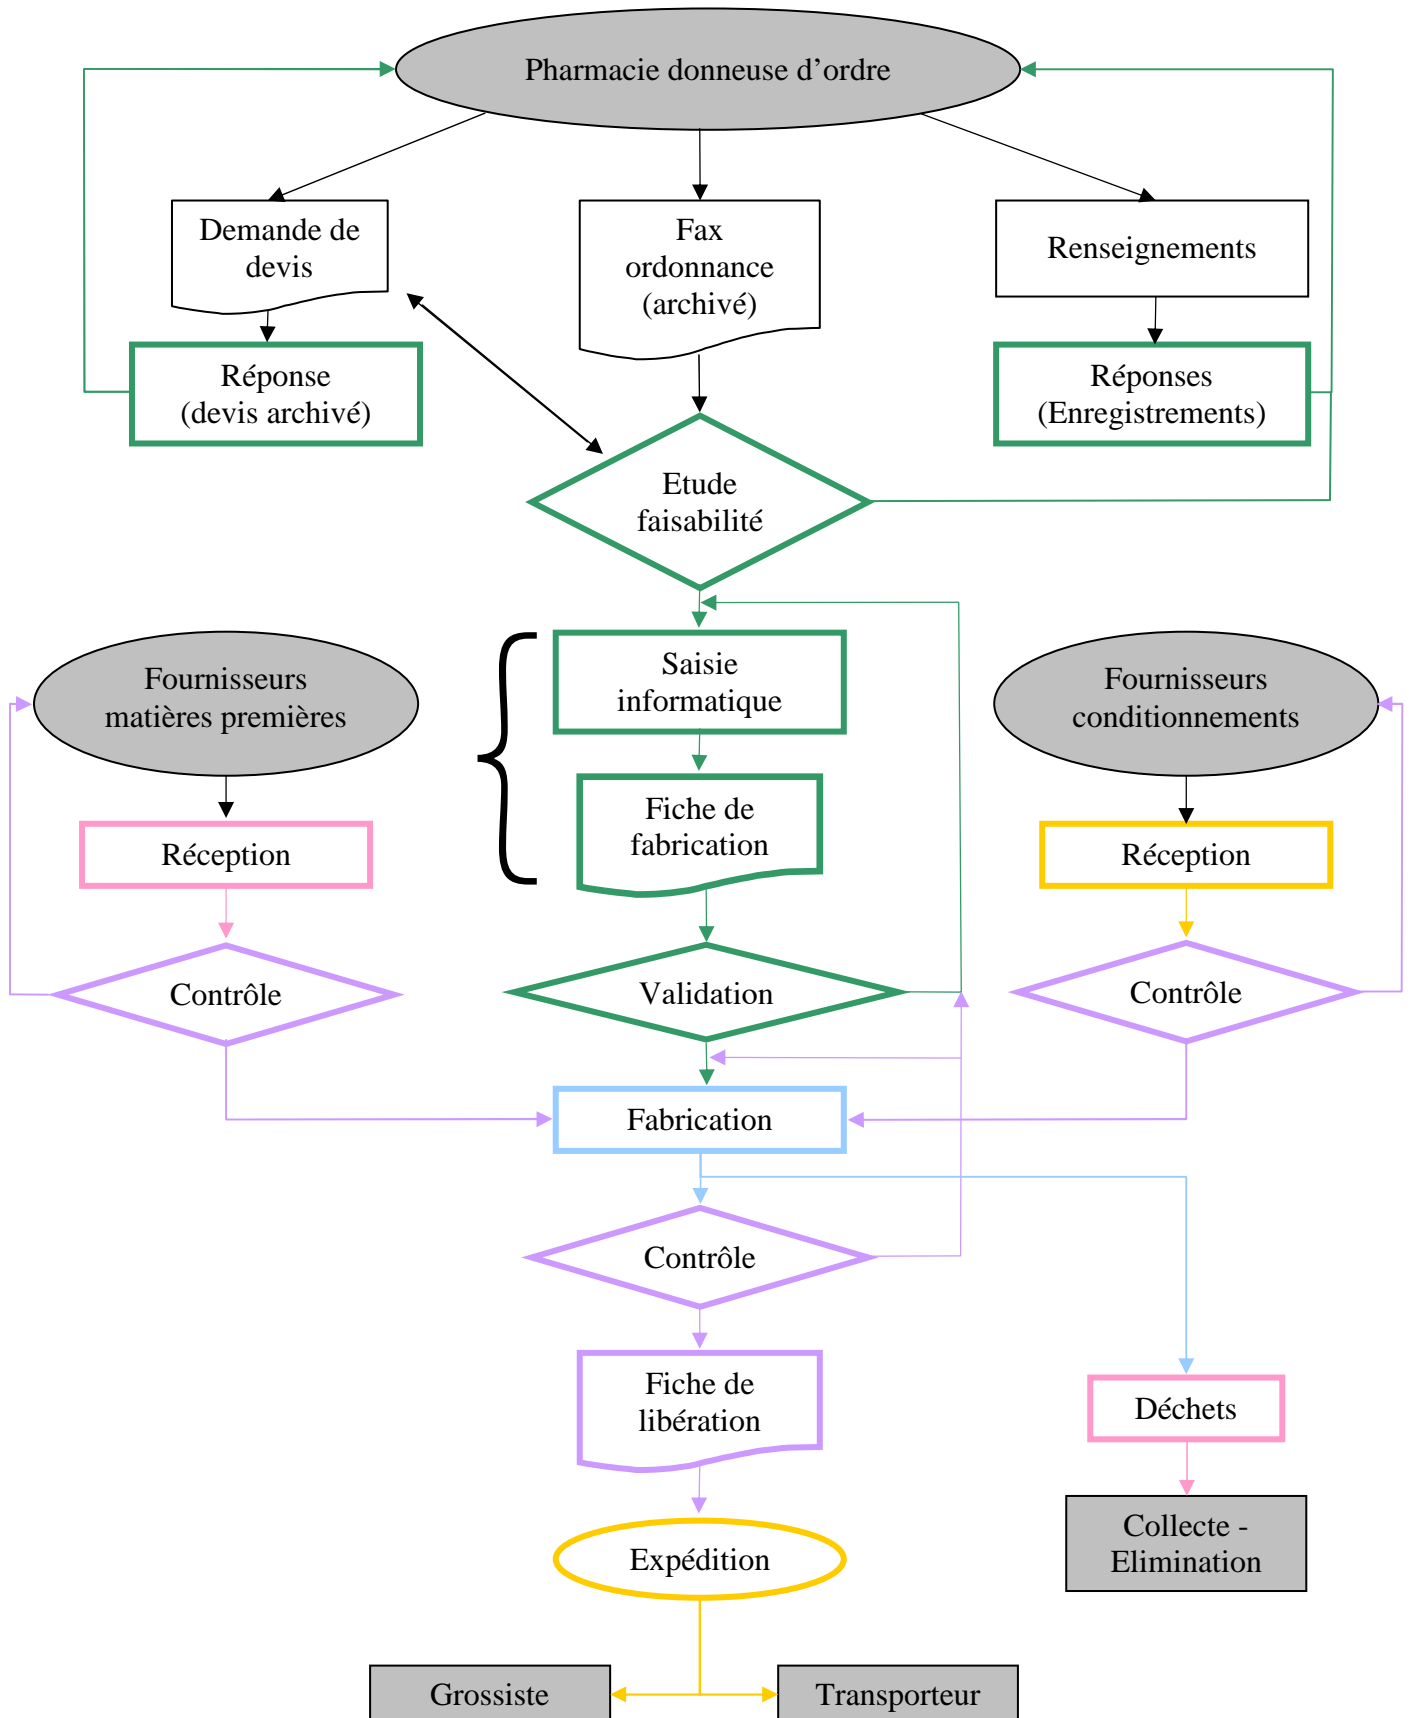 Pharmacie donneuse d’ordre
Demande de
devis
Fax
ordonnance
(archivé)
Renseignements
Réponse
(devis archivé)
Réponses
(Enregistrements)
Etude
faisabilité
Fournisseurs
matières premières
Saisie
informatique
Fournisseurs
conditionnements
Fiche de
fabrication
Réception
Réception
Contrôle
Validation
Contrôle
Fabrication
Contrôle
Fiche de
libération
Déchets
Expédition
Collecte -
Elimination
Grossiste
Transporteur